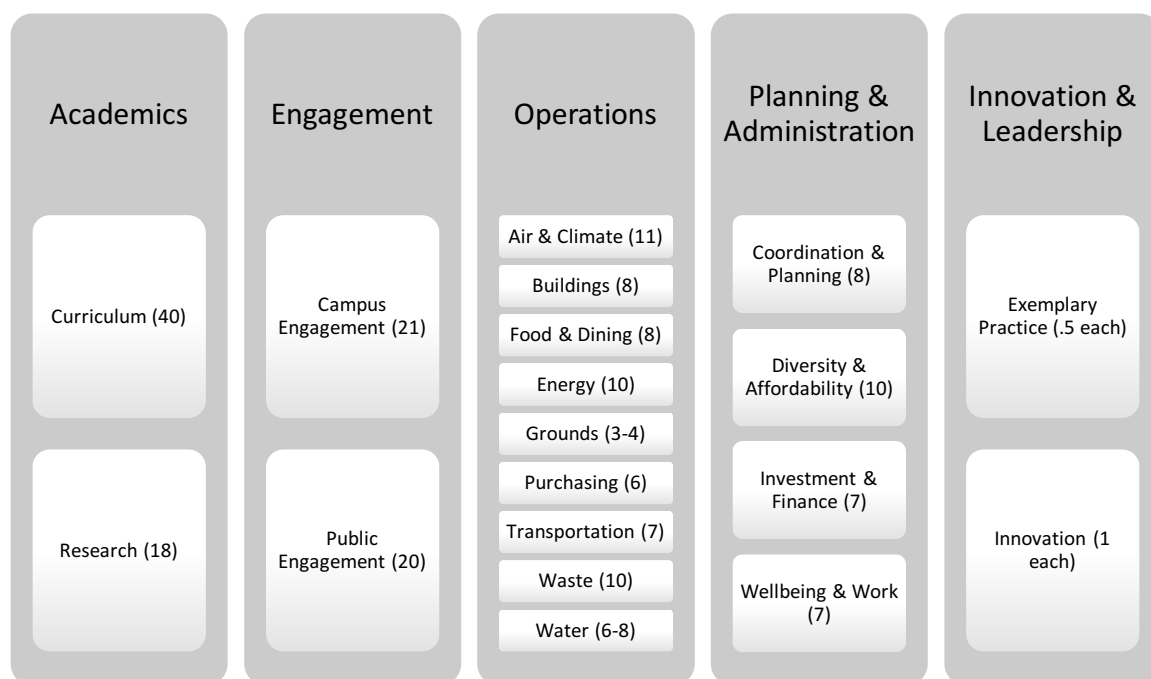 Academics
Curriculum (40)
Research (18)
Engagement
Campus
Engagement (21)
Public
Engagement (20)
Operations
Air & Climate (11)
Buildings (8)
Food & Dining (8)
Energy (10)
Grounds (3-4)
Purchasing (6)
Transportation (7)
Waste (10)
Water (6-8)
Planning &
Administration
Coordination &
Planning (8)
Diversity &
Affordability (10)
Investment &
Finance (7)
Wellbeing & Work
(7)
Innovation &
Leadership
Exemplary
Practice (.5 each)
Innovation (1
each)